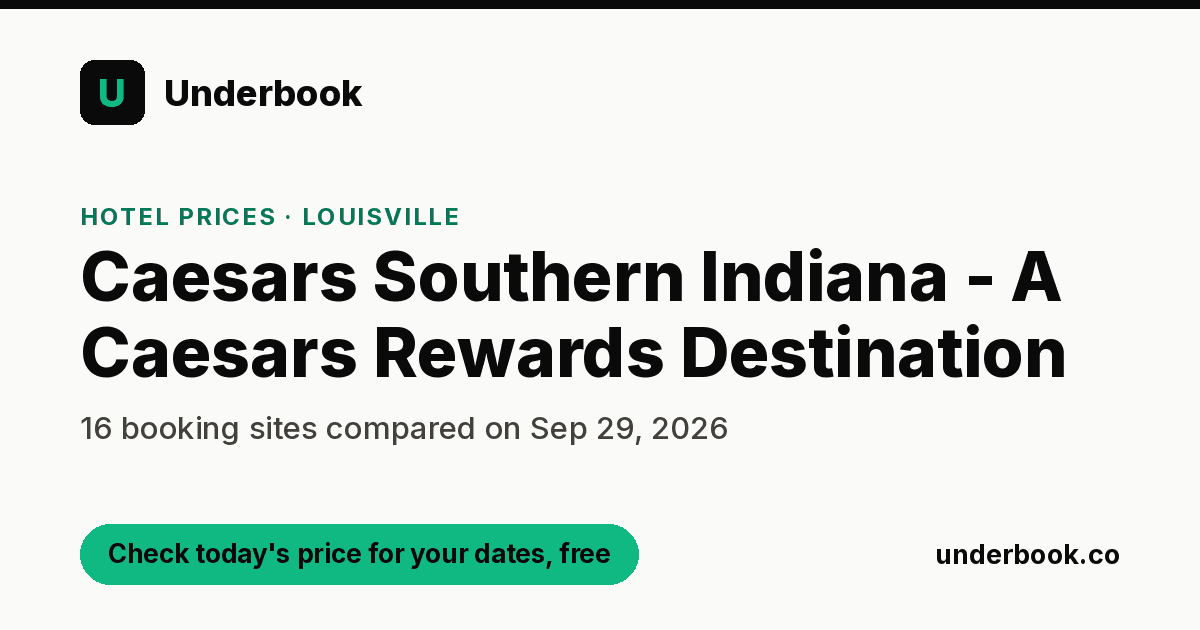 U
Underbook
HOTEL PRICES · LOUISVILLE
Caesars Southern Indiana - A
Caesars Rewards Destination
16 booking sites compared on Sep 29, 2026
Check today's price for your dates, free
underbook.co